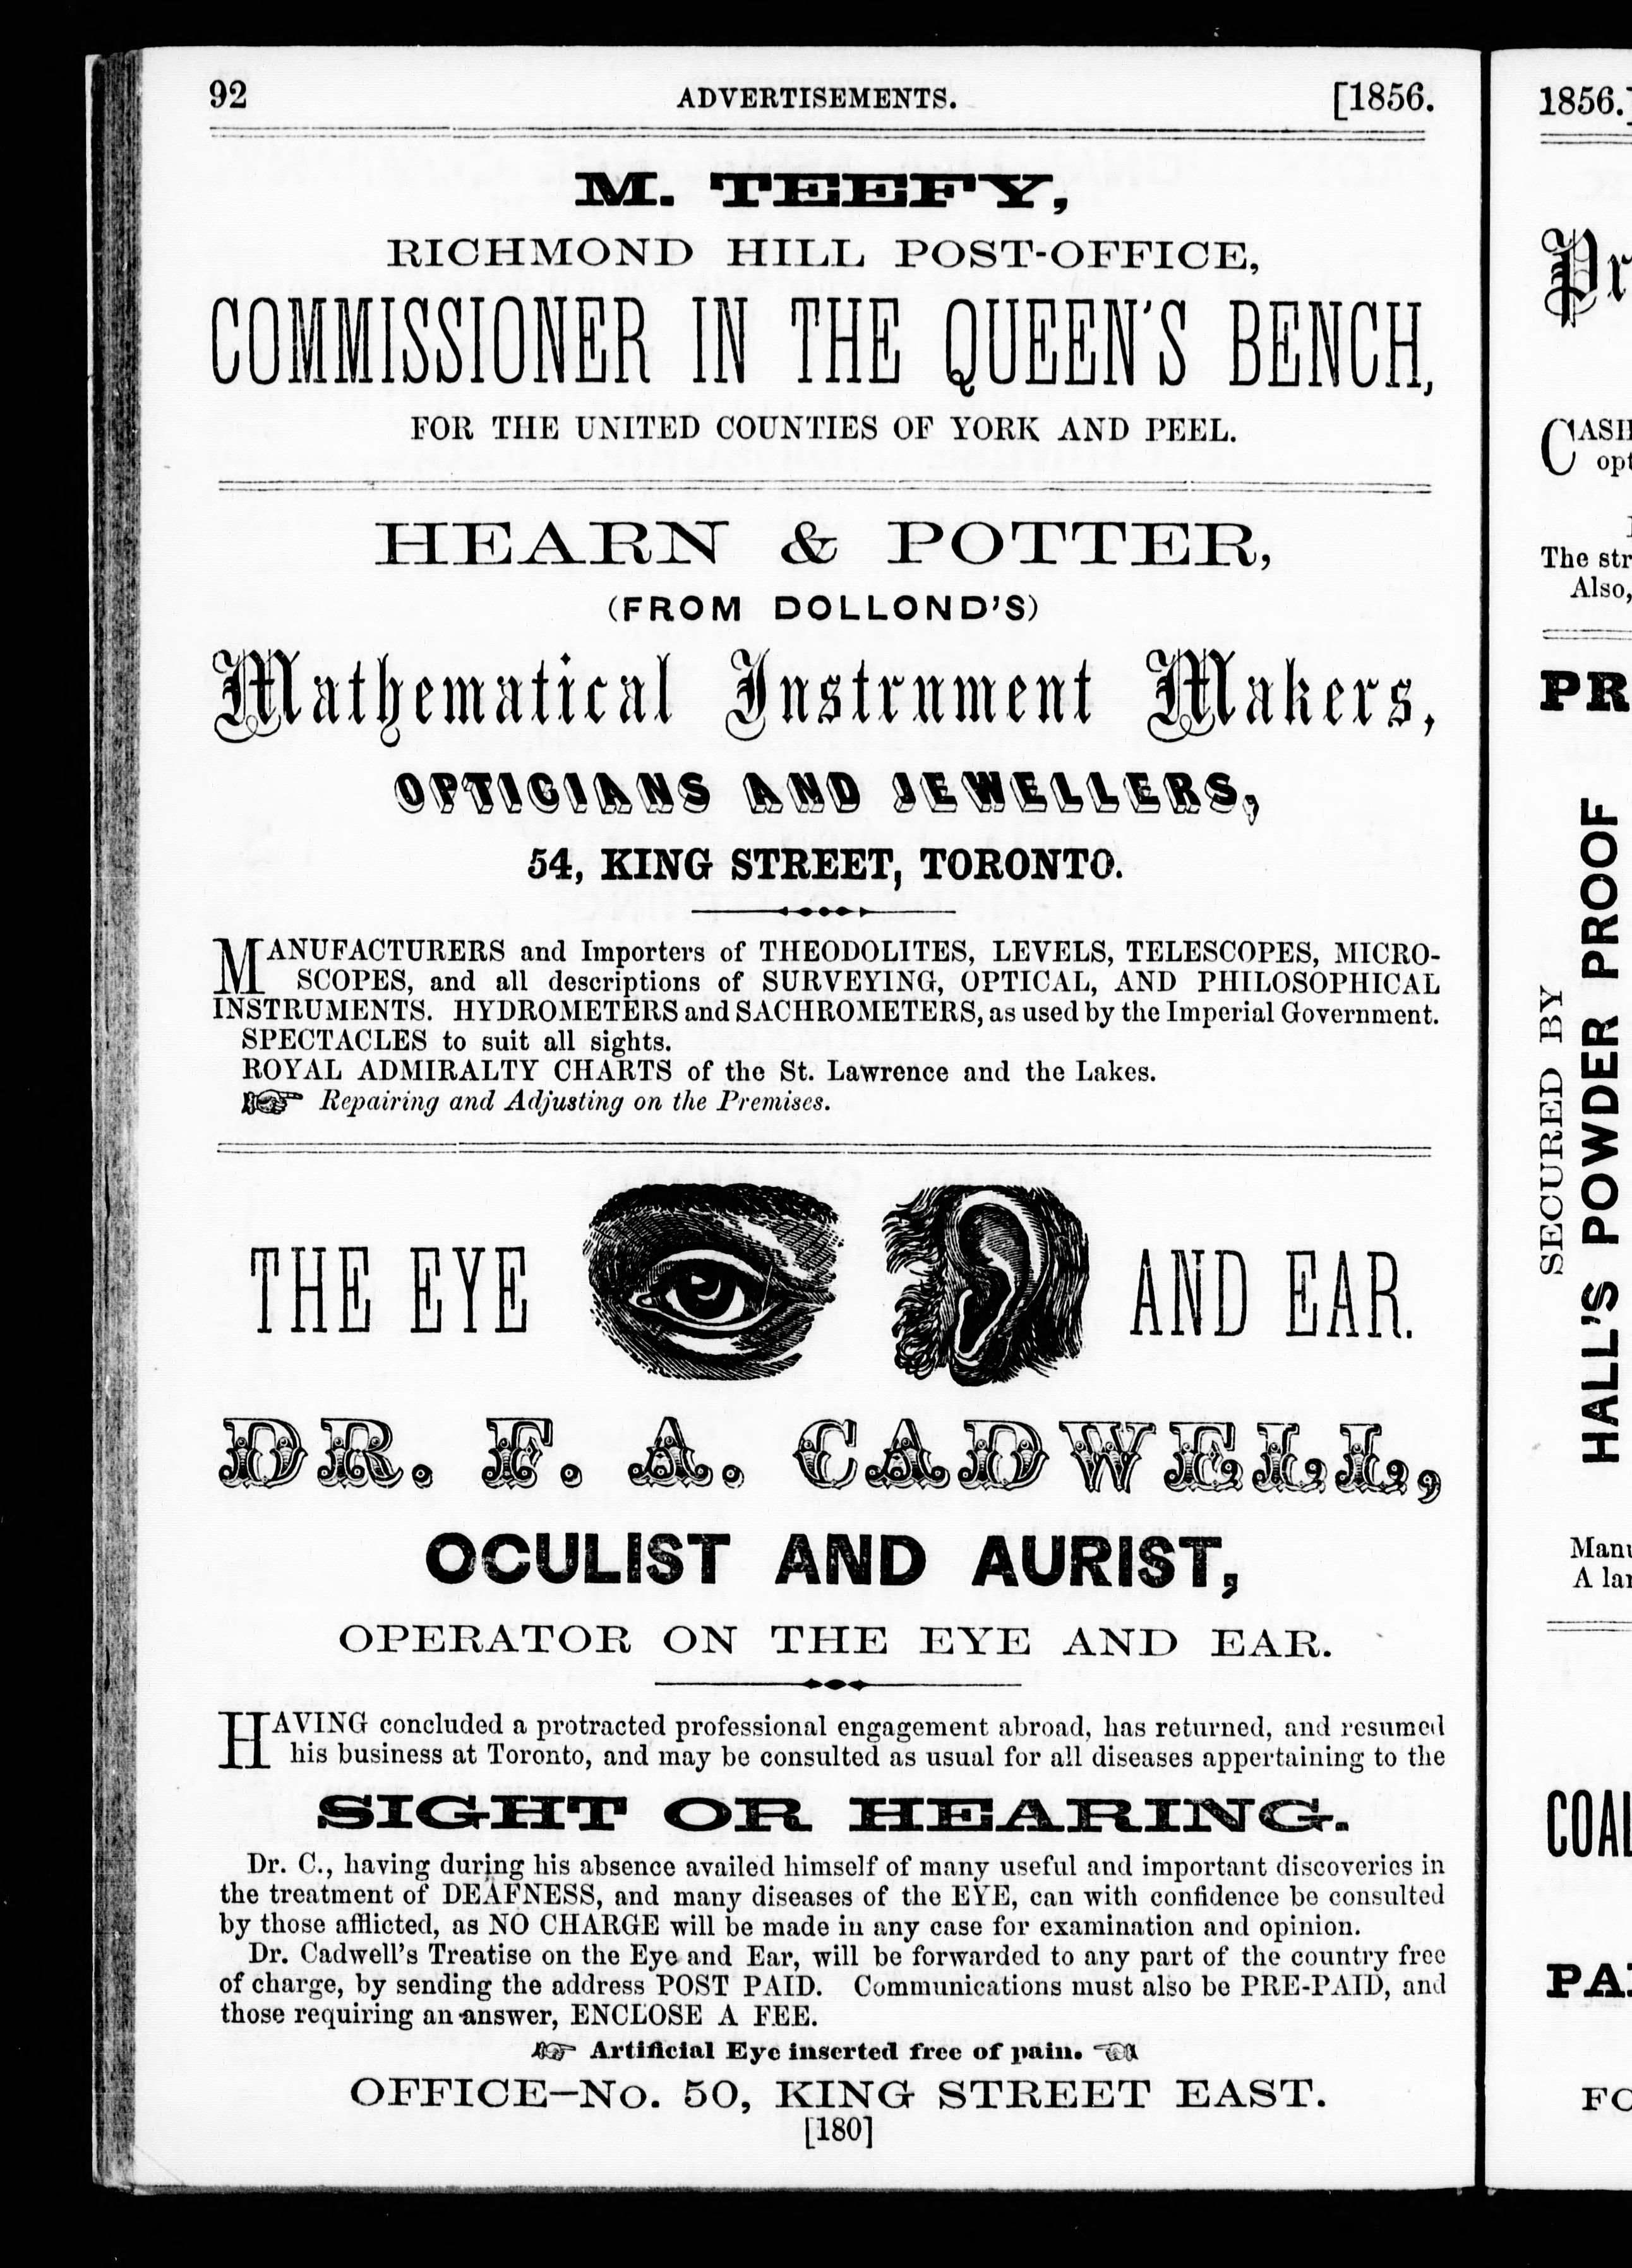 92 ADVERTISEMENTS. [1856.
M. TEEFY,
RICHMOND HILL POST-OFFICE,
COMMISSIONER IN THE QUEEN'S BENCH,
FOR THE UNITED COUNTIES OF YORK AND PEEL.
HEARN & POTTER,
(FROM DOLLOND'S)
Mathematical Instrument Makers,
OPTICIANS AND JEWELLERS,
54, KING STREET, TORONTO.
MANUFACTURERS and Importers of THEODOLITES, LEVELS, TELESCOPES, MICRO-
SCOPES, and all descriptions of SURVEYING, OPTICAL, AND PHILOSOPHICAL
INSTRUMENTS. HYDROMETERS and SACHROMETERS, as used by the Imperial Government.
SPECTACLES to suit all sights.
ROYAL ADMIRALTY CHARTS of the St. Lawrence and the Lakes.
☞ Repairing and Adjusting on the Premises.
THE EYE AND EAR.
DR. F. A. CADWELL,
OCULIST AND AURIST,
OPERATOR ON THE EYE AND EAR.
HAVING concluded a protracted professional engagement abroad, has returned, and resumed
his business at Toronto, and may be consulted as usual for all diseases appertaining to the
SIGHT OR HEARING.
Dr. C., having during his absence availed himself of many useful and important discoveries in
the treatment of DEAFNESS, and many diseases of the EYE, can with confidence be consulted
by those afflicted, as NO CHARGE will be made in any case for examination and opinion.
Dr. Cadwell's Treatise on the Eye and Ear, will be forwarded to any part of the country free
of charge, by sending the address POST PAID. Communications must also be PRE-PAID, and
those requiring an answer, ENCLOSE A FEE.
☞ Artificial Eye inserted free of pain. ☜
OFFICE—No. 50, KING STREET EAST.
[180]
1856.]
The
Also,
SECURED BY
HALL'S POWDER PROOF
A